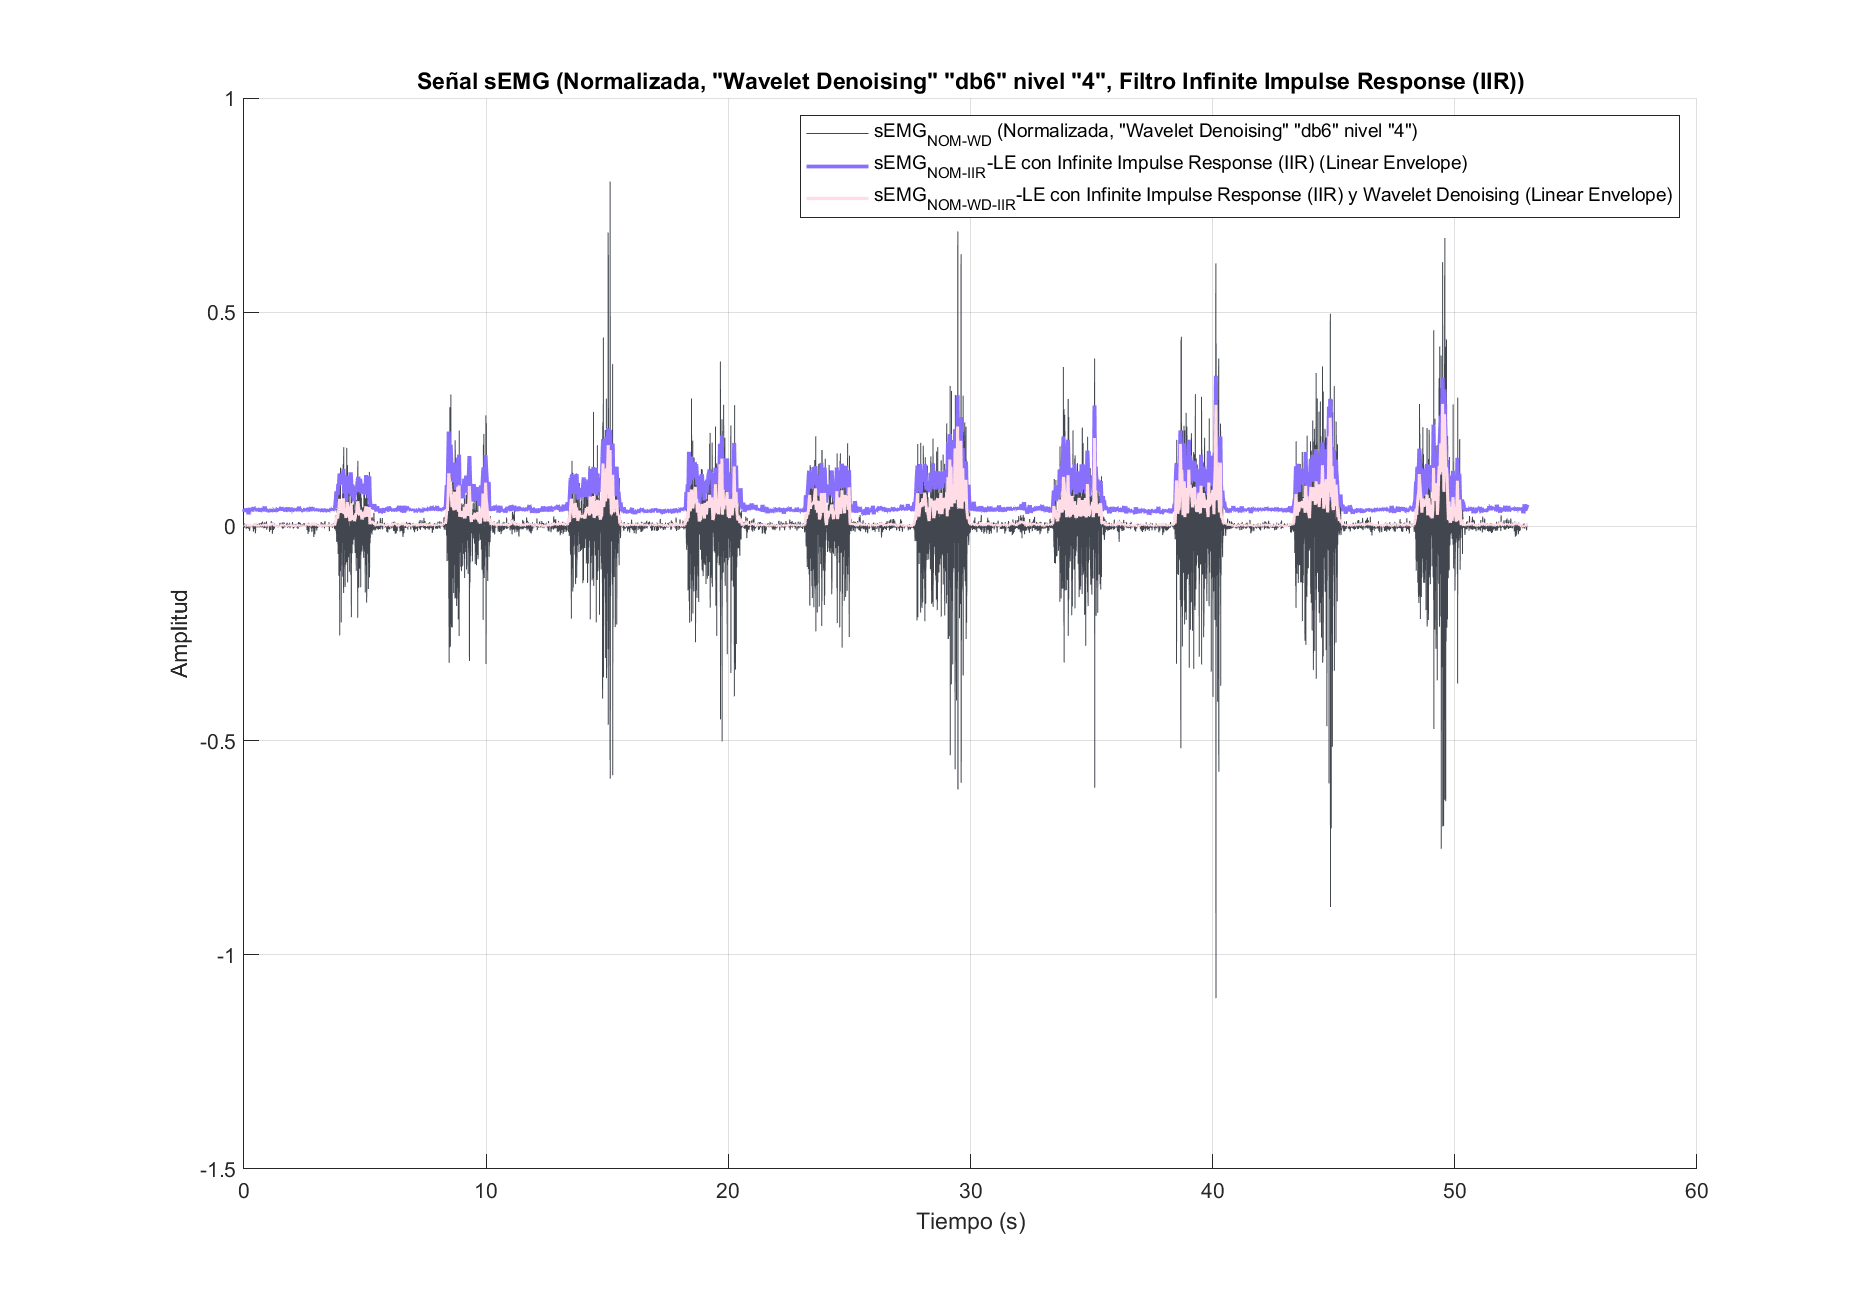 Señal sEMG (Normalizada, "Wavelet Denoising" "db6" nivel "4", Filtro Infinite Impulse Response (IIR))
1
sEMG_NOM-WD (Normalizada, "Wavelet Denoising" "db6" nivel "4")
sEMG_NOM-IIR-LE con Infinite Impulse Response (IIR) (Linear Envelope)
sEMG_NOM-WD-IIR-LE con Infinite Impulse Response (IIR) y Wavelet Denoising (Linear Envelope)
0.5
0
-0.5
-1
-1.5
Amplitud
0 10 20 30 40 50 60
Tiempo (s)